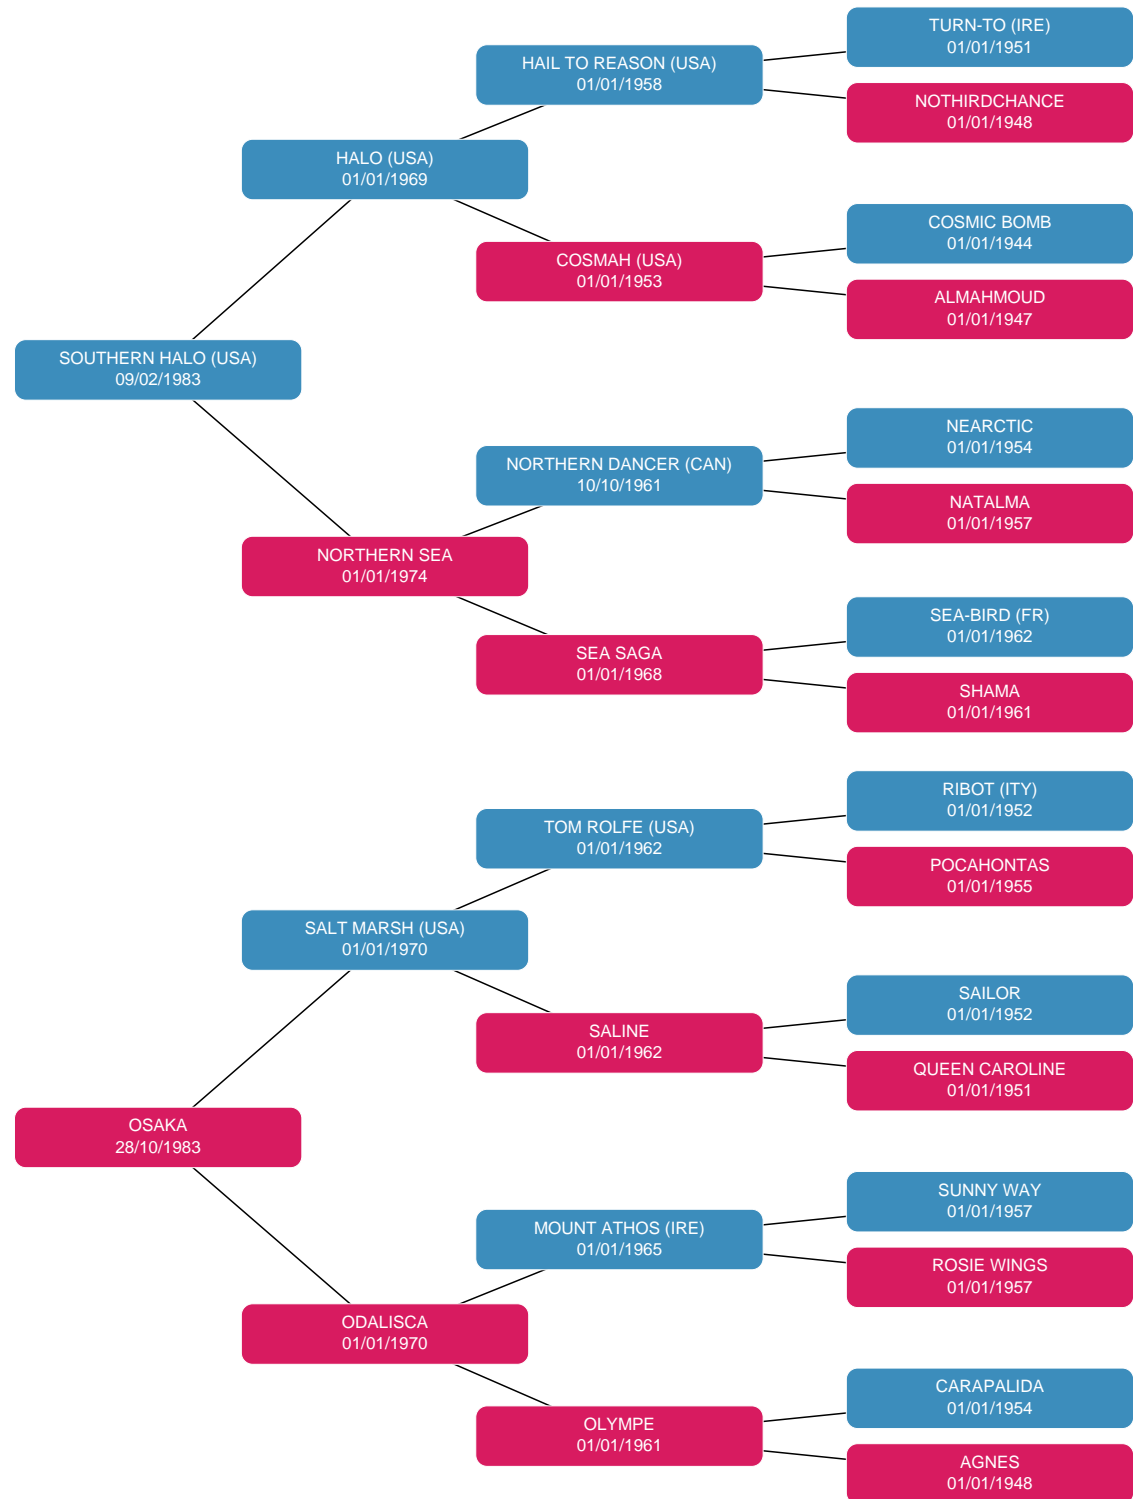 TURN-TO (IRE)
01/01/1951
HAIL TO REASON (USA)
01/01/1958
NOTHIRDCHANCE
01/01/1948
HALO (USA)
01/01/1969
COSMIC BOMB
01/01/1944
COSMAH (USA)
01/01/1953
ALMAHMOUD
01/01/1947
SOUTHERN HALO (USA)
09/02/1983
NEARCTIC
01/01/1954
NORTHERN DANCER (CAN)
10/10/1961
NATALMA
01/01/1957
NORTHERN SEA
01/01/1974
SEA-BIRD (FR)
01/01/1962
SEA SAGA
01/01/1968
SHAMA
01/01/1961
RIBOT (ITY)
01/01/1952
TOM ROLFE (USA)
01/01/1962
POCAHONTAS
01/01/1955
SALT MARSH (USA)
01/01/1970
SAILOR
01/01/1952
SALINE
01/01/1962
QUEEN CAROLINE
01/01/1951
OSAKA
28/10/1983
SUNNY WAY
01/01/1957
MOUNT ATHOS (IRE)
01/01/1965
ROSIE WINGS
01/01/1957
ODALISCA
01/01/1970
CARAPALIDA
01/01/1954
OLYMPE
01/01/1961
AGNES
01/01/1948